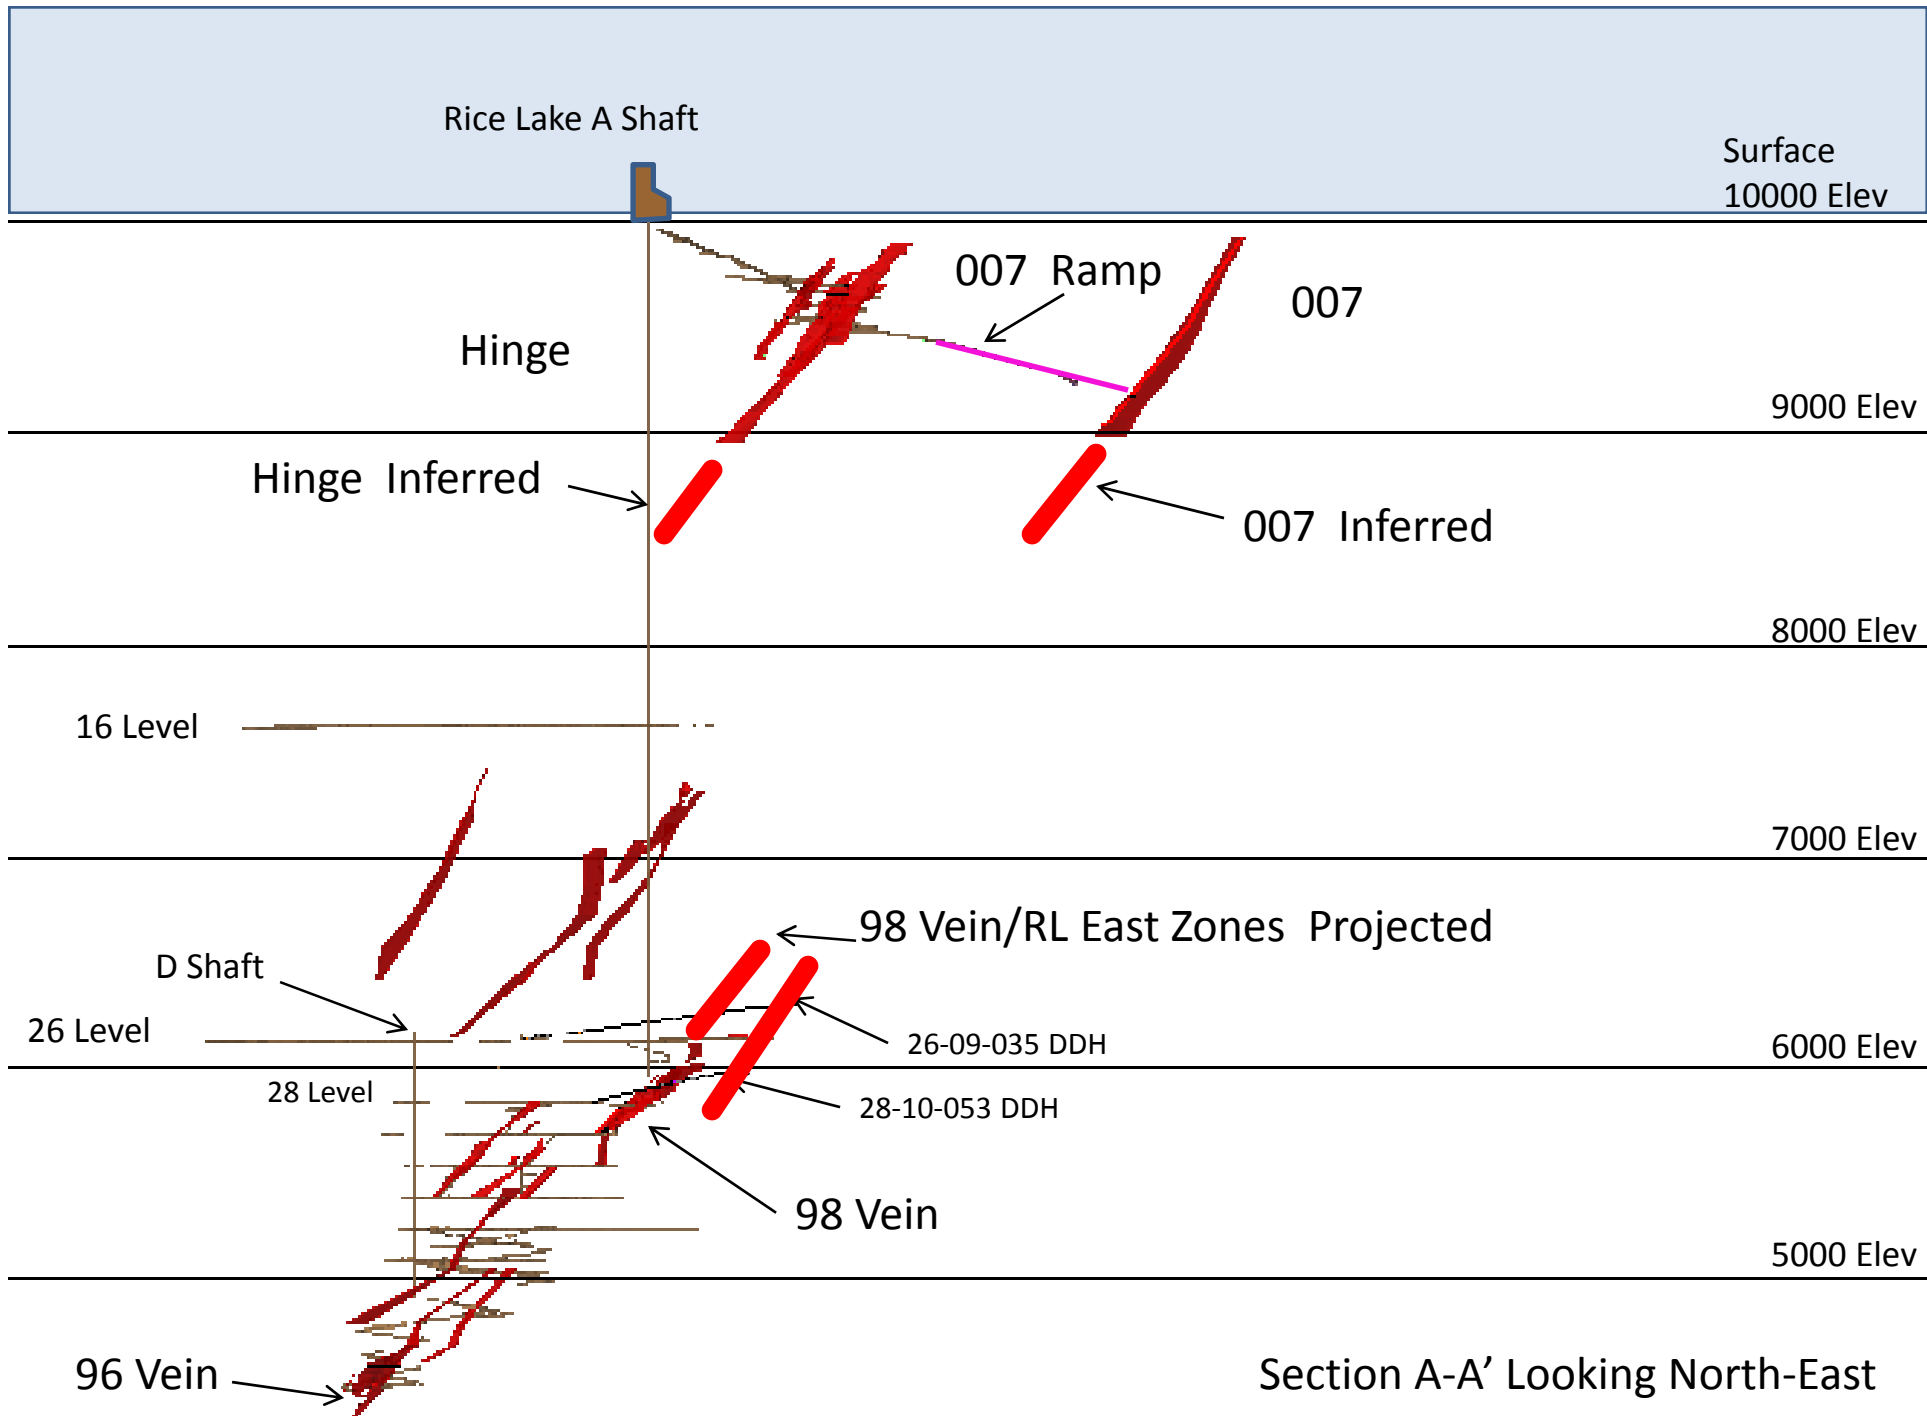 Rice Lake A Shaft
Surface
10000 Elev
007 Ramp
007
Hinge
9000 Elev
Hinge Inferred
007 Inferred
8000 Elev
16 Level
7000 Elev
98 Vein/RL East Zones Projected
D Shaft
26 Level
26-09-035 DDH
6000 Elev
28 Level
28-10-053 DDH
98 Vein
5000 Elev
96 Vein
Section A-A’ Looking North-East